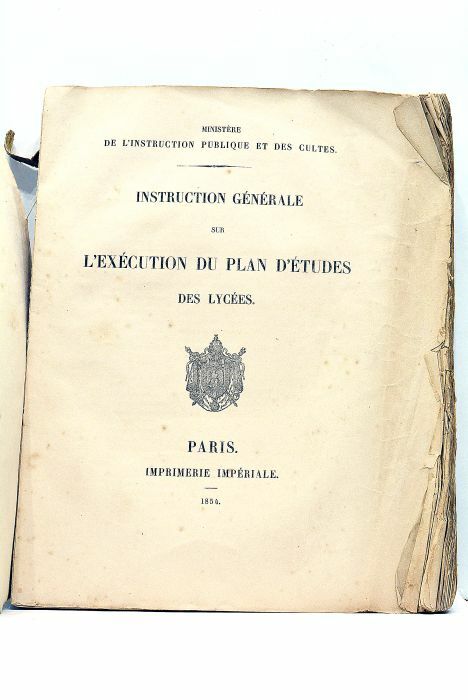 MINISTÈRE
DE L'INSTRUCTION PUBLIQUE ET DES CULTES.
INSTRUCTION GÉNÉRALE
SUR
L'EXÉCUTION DU PLAN D'ÉTUDES
DES LYCÉES.
PARIS.
IMPRIMERIE IMPÉRIALE.
1854.